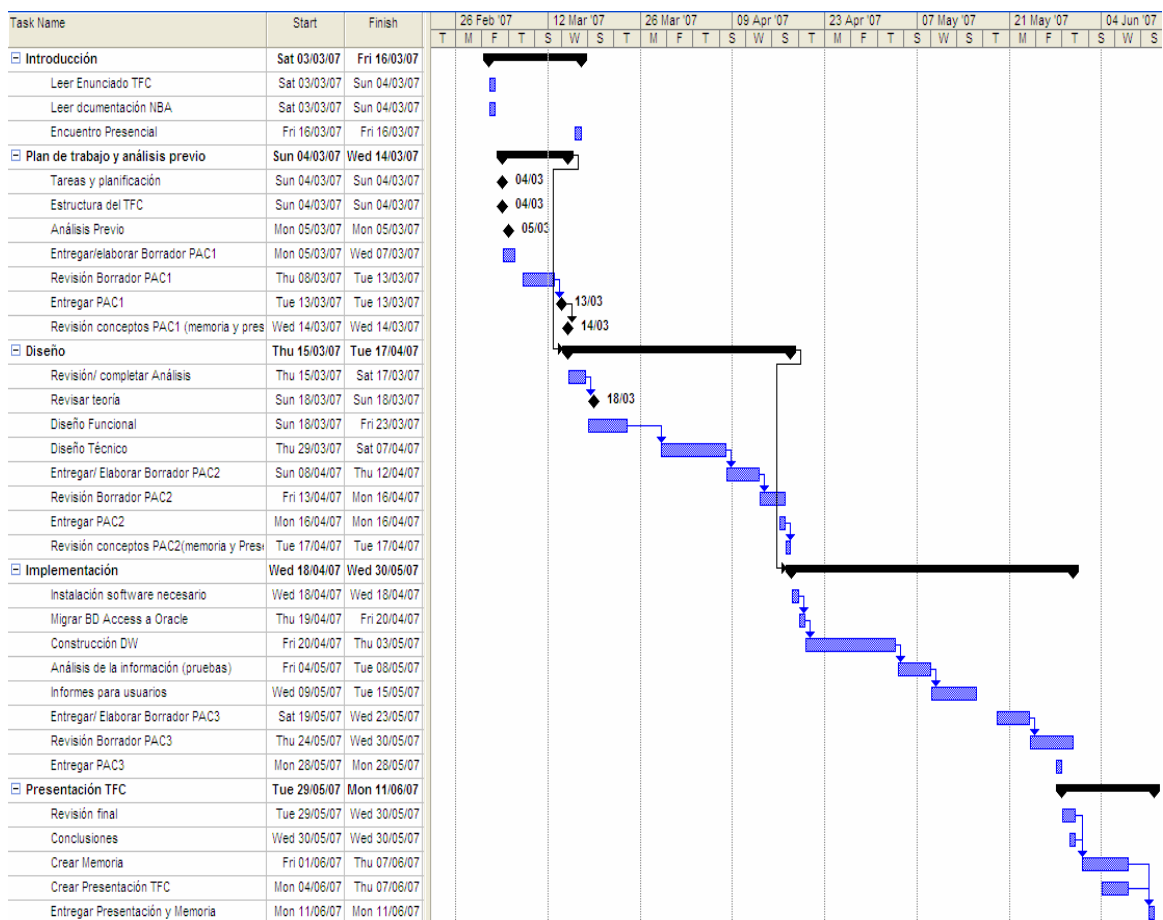 Task Name Start Finish 26 Feb '07 12 Mar '07 26 Mar '07 09 Apr '07 23 Apr '07 07 May '07 21 May '07 04 Jun '07
T M F T S W S T M F T S W S T M F T S W S T M F T S W S
Introducción Sat 03/03/07 Fri 16/03/07
Leer Enunciado TFC Sat 03/03/07 Sun 04/03/07
Leer dcumentación NBA Sat 03/03/07 Sun 04/03/07
Encuentro Presencial Fri 16/03/07 Fri 16/03/07
Plan de trabajo y análisis previo Sun 04/03/07 Wed 14/03/07
Tareas y planificación Sun 04/03/07 Sun 04/03/07 04/03
Estructura del TFC Sun 04/03/07 Sun 04/03/07 04/03
Análisis Previo Mon 05/03/07 Mon 05/03/07 05/03
Entregar/elaborar Borrador PAC1 Mon 05/03/07 Wed 07/03/07
Revisión Borrador PAC1 Thu 08/03/07 Tue 13/03/07
Entregar PAC1 Tue 13/03/07 Tue 13/03/07 13/03
Revisión conceptos PAC1 (memoria y pres Wed 14/03/07 Wed 14/03/07 14/03
Diseño Thu 15/03/07 Tue 17/04/07
Revisión/ completar Análisis Thu 15/03/07 Sat 17/03/07
Revisar teoría Sun 18/03/07 Sun 18/03/07 18/03
Diseño Funcional Sun 18/03/07 Fri 23/03/07
Diseño Técnico Thu 29/03/07 Sat 07/04/07
Entregar/ Elaborar Borrador PAC2 Sun 08/04/07 Thu 12/04/07
Revisión Borrador PAC2 Fri 13/04/07 Mon 16/04/07
Entregar PAC2 Mon 16/04/07 Mon 16/04/07
Revisión conceptos PAC2(memoria y Prese Tue 17/04/07 Tue 17/04/07
Implementación Wed 18/04/07 Wed 30/05/07
Instalación software necesario Wed 18/04/07 Wed 18/04/07
Migrar BD Access a Oracle Thu 19/04/07 Fri 20/04/07
Construcción DW Fri 20/04/07 Thu 03/05/07
Análisis de la información (pruebas) Fri 04/05/07 Tue 08/05/07
Informes para usuarios Wed 09/05/07 Tue 15/05/07
Entregar/ Elaborar Borrador PAC3 Sat 19/05/07 Wed 23/05/07
Revisión Borrador PAC3 Thu 24/05/07 Wed 30/05/07
Entregar PAC3 Mon 28/05/07 Mon 28/05/07
Presentación TFC Tue 29/05/07 Mon 11/06/07
Revisión final Tue 29/05/07 Wed 30/05/07
Conclusiones Wed 30/05/07 Wed 30/05/07
Crear Memoria Fri 01/06/07 Thu 07/06/07
Crear Presentación TFC Mon 04/06/07 Thu 07/06/07
Entregar Presentación y Memoria Mon 11/06/07 Mon 11/06/07